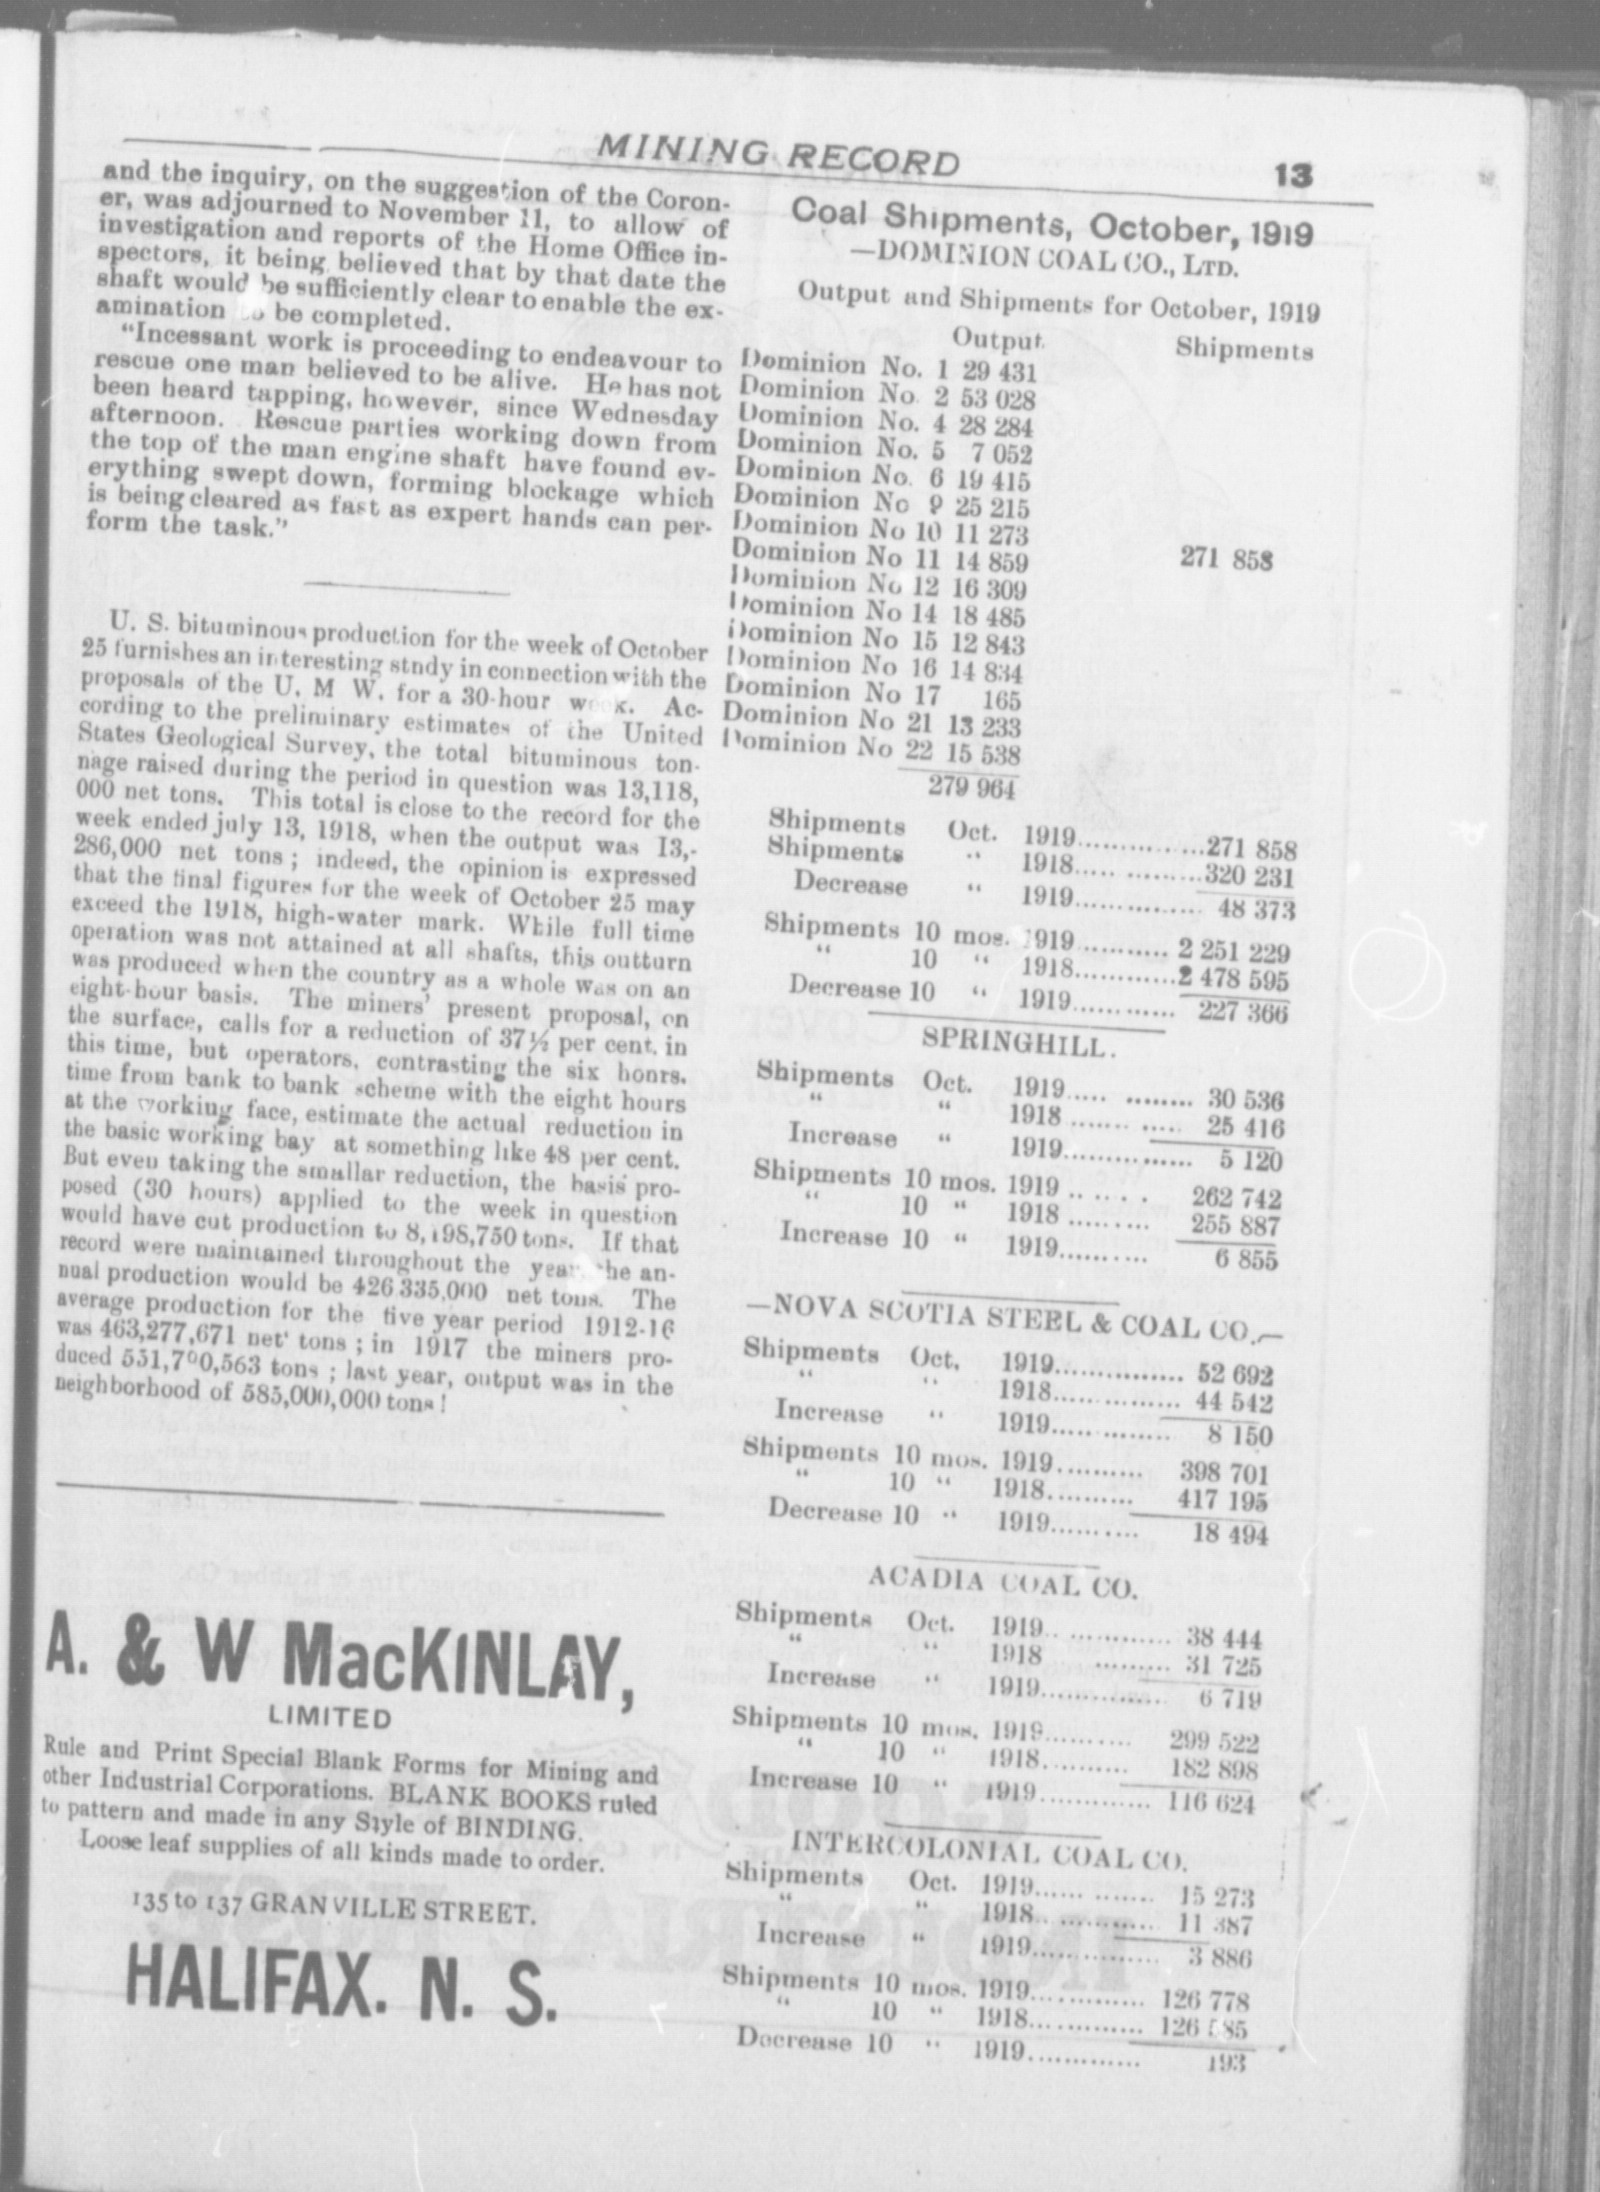 MINING RECORD
13
and the inquiry, on the suggestion of the Coron-
er, was adjourned to November 11, to allow of
investigation and reports of the Home Office in-
spectors, it being believed that by that date the
shaft would be sufficiently clear to enable the ex-
amination to be completed.
"Incessant work is proceeding to endeavour to
rescue one man believed to be alive. He has not
been heard tapping, however, since Wednesday
afternoon. Rescue parties working down from
the top of the man engine shaft have found ev-
erything swept down, forming blockage which
is being cleared as fast as expert hands can per-
form the task."
U. S. bituminous production for the week of October
25 furnishes an interesting stndy in connection with the
proposals of the U. M W. for a 30-hour week. Ac-
cording to the preliminary estimates of the United
States Geological Survey, the total bituminous ton-
nage raised during the period in question was 13,118,
000 net tons. This total is close to the record for the
week ended july 13, 1918, when the output was 13,-
286,000 net tons; indeed, the opinion is expressed
that the final figures for the week of October 25 may
exceed the 1918, high-water mark. While full time
operation was not attained at all shafts, this outturn
was produced when the country as a whole was on an
eight-hour basis. The miners' present proposal, on
the surface, calls for a reduction of 37½ per cent. in
this time, but operators, contrasting the six honrs.
time from bank to bank scheme with the eight hours
at the working face, estimate the actual reduction in
the basic working bay at something like 48 per cent.
But even taking the smallar reduction, the basis pro-
posed (30 hours) applied to the week in question
would have cut production to 8,198,750 tons. If that
record were maintained throughout the year the an-
nual production would be 426,335,000 net tons. The
average production for the five year period 1912-16
was 463,277,671 net tons; in 1917 the miners pro-
duced 551,700,563 tons; last year, output was in the
neighborhood of 585,000,000 tons!
A. & W MacKINLAY,
LIMITED
Rule and Print Special Blank Forms for Mining and
other Industrial Corporations. BLANK BOOKS ruled
to pattern and made in any Style of BINDING.
Loose leaf supplies of all kinds made to order.
135 to 137 GRANVILLE STREET.
HALIFAX. N. S.
Coal Shipments, October, 1919
—DOMINION COAL CO., LTD.
Output and Shipments for October, 1919
Output Shipments
Dominion No. 1 29 431
Dominion No. 2 53 028
Dominion No. 4 28 284
Dominion No. 5 7 052
Dominion No. 6 19 415
Dominion No 9 25 215
Dominion No 10 11 273
Dominion No 11 14 859 271 858
Dominion No 12 16 309
Dominion No 14 18 485
Dominion No 15 12 843
Dominion No 16 14 834
Dominion No 17 165
Dominion No 21 13 233
Dominion No 22 15 538
279 964
Shipments Oct. 1919................271 858
Shipments " 1918................320 231
Decrease " 1919................ 48 373
Shipments 10 mos. 1919............ 2 251 229
" 10 " 1918............2 478 595
Decrease 10 " 1919............ 227 366
SPRINGHILL.
Shipments Oct. 1919..... ........ 30 536
" " 1918 ........ ..... 25 416
Increase " 1919................ 5 120
Shipments 10 mos. 1919 ...... . 262 742
" 10 " 1918 ......... 255 887
Increase 10 " 1919.......... 6 855
—NOVA SCOTIA STEEL & COAL CO.—
Shipments Oct. 1919................ 52 692
" " 1918................ 44 542
Increase " 1919............... 8 150
Shipments 10 mos. 1919........... 398 701
" 10 " 1918.......... 417 195
Decrease 10 " 1919........... 18 494
ACADIA COAL CO.
Shipments Oct. 1919.. ............. 38 444
" " 1918 ......... 31 725
Increase " 1919................ 6 719
Shipments 10 mos. 1919.......... 299 522
" 10 " 1918.......... 182 898
Increase 10 " 1919............. 116 624
INTERCOLONIAL COAL CO.
Shipments Oct. 1919...... ........ 15 273
" " 1918.. ............. 11 387
Increase " 1919................ 3 886
Shipments 10 mos. 1919.............. 126 778
" 10 " 1918.............. 126 585
Decrease 10 " 1919............. 193